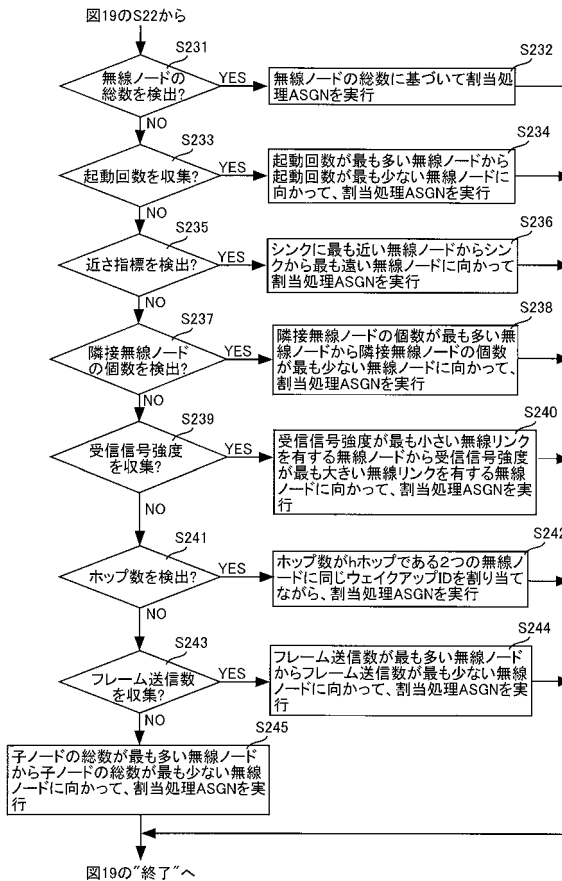 図19のS22から
S231
無線ノードの
総数を検出?
YES
NO
S232
無線ノードの総数に基づいて割当処
理ASGNを実行
S233
起動回数を収集?
YES
NO
S234
起動回数が最も多い無線ノードから
起動回数が最も少ない無線ノードに
向かって、割当処理ASGNを実行
S235
近さ指標を検出?
YES
NO
S236
シンクに最も近い無線ノードからシン
クから最も遠い無線ノードに向かって
割当処理ASGNを実行
S237
隣接無線ノード
の個数を検出?
YES
NO
S238
隣接無線ノードの個数が最も多い無
線ノードから隣接無線ノードの個数
が最も少ない無線ノードに向かって、
割当処理ASGNを実行
S239
受信信号強度
を収集?
YES
NO
S240
受信信号強度が最も小さい無線リンク
を有する無線ノードから受信信号強度
が最も大きい無線リンクを有する無線
ノードに向かって、割当処理ASGNを実
行
S241
ホップ数を検出?
YES
NO
S242
ホップ数がhホップである2つの無線ノ
ードに同じウェイクアップIDを割り当て
ながら、割当処理ASGNを実行
S243
フレーム送信数
を収集?
YES
NO
S244
フレーム送信数が最も多い無線ノード
からフレーム送信数が最も少ない無線
ノードに向かって、割当処理ASGNを実
行
S245
子ノードの総数が最も多い無線ノード
から子ノードの総数が最も少ない無線
ノードに向かって、割当処理ASGNを実
行
図19の"終了"へ